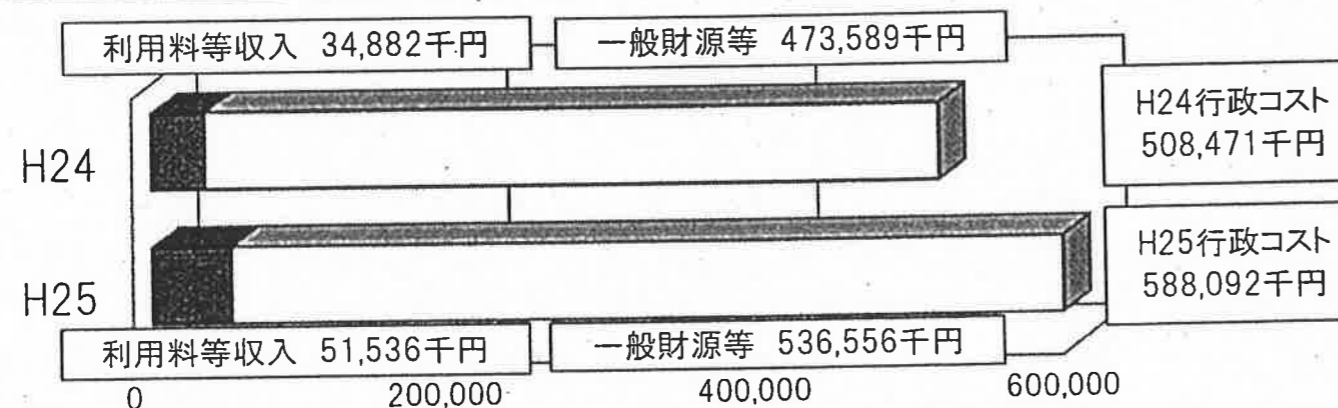 利用料等収入 34,882千円
一般財源等 473,589千円
H24行政コスト
508,471千円
H24
H25
H25行政コスト
588,092千円
利用料等収入 51,536千円
一般財源等 536,556千円
0 200,000 400,000 600,000